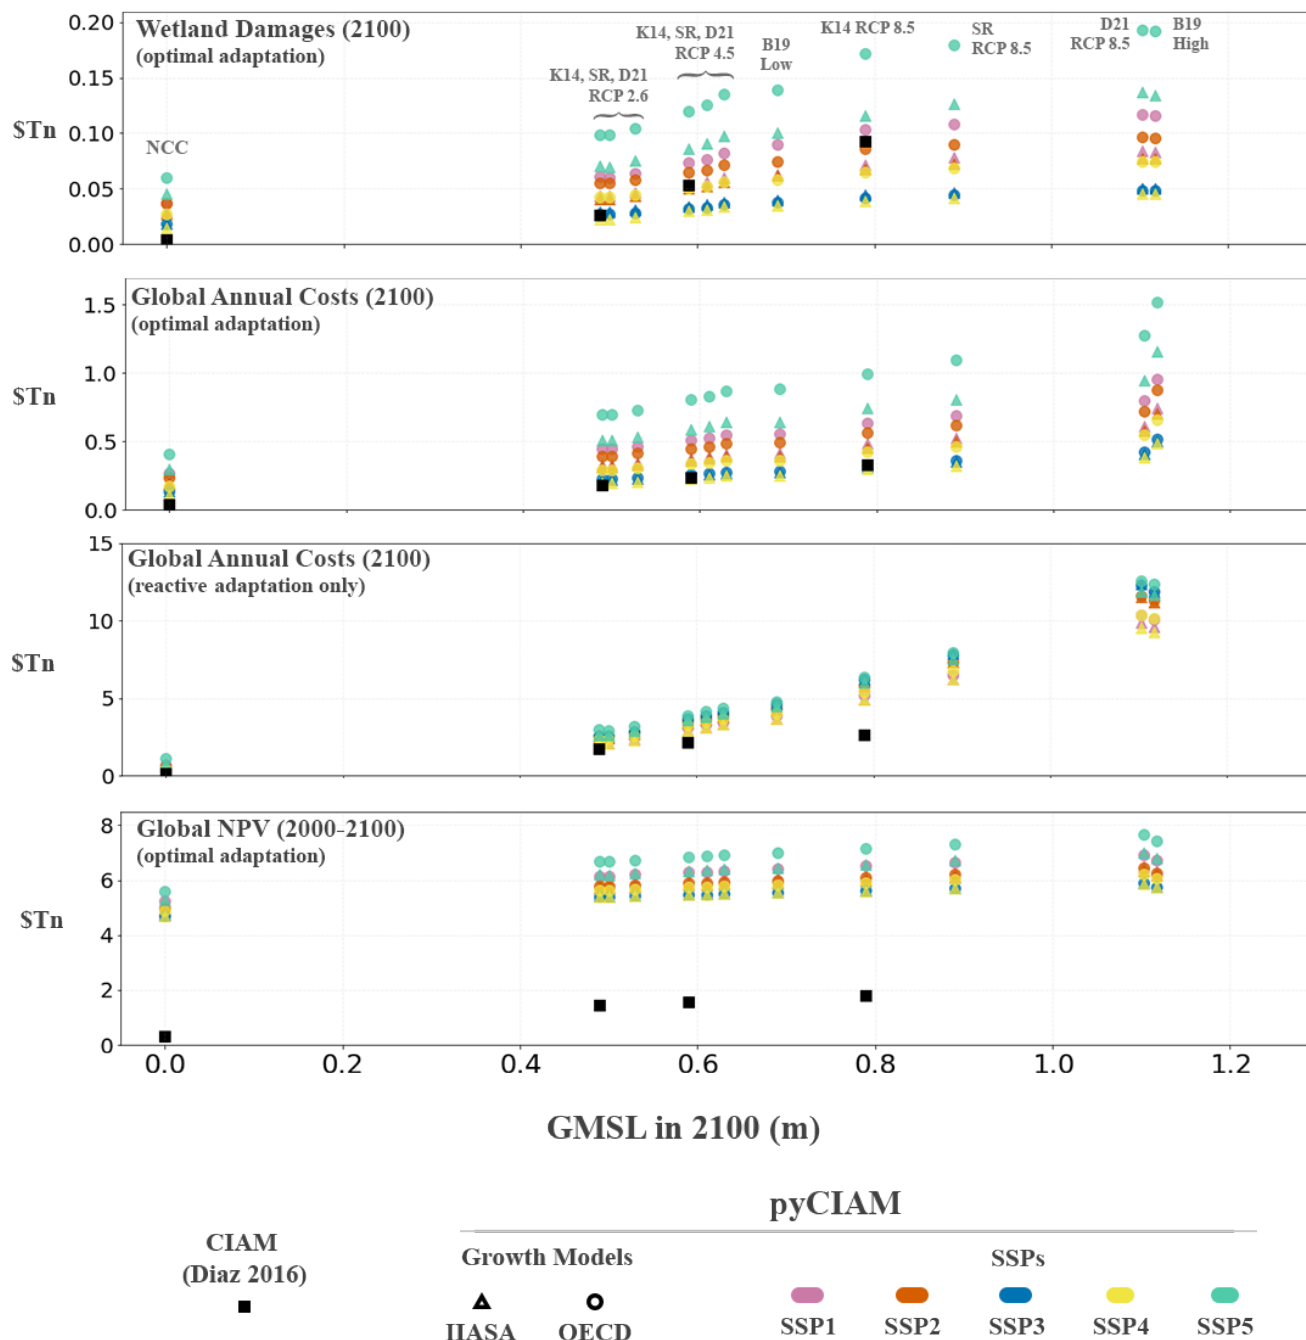 Wetland Damages (2100)
(optimal adaptation)
NCC
K14, SR, D21
RCP 2.6
K14, SR, D21
RCP 4.5
B19
Low
K14 RCP 8.5
SR
RCP 8.5
D21
RCP 8.5
B19
High
$Tn
0.20
0.15
0.10
0.05
0.00
Global Annual Costs (2100)
(optimal adaptation)
$Tn
1.5
1.0
0.5
0.0
Global Annual Costs (2100)
(reactive adaptation only)
$Tn
15
10
5
0
Global NPV (2000-2100)
(optimal adaptation)
$Tn
8
6
4
2
0
0.0 0.2 0.4 0.6 0.8 1.0 1.2
GMSL in 2100 (m)
pyCIAM
CIAM
(Diaz 2016)
Growth Models
IIASA OECD
SSPs
SSP1 SSP2 SSP3 SSP4 SSP5